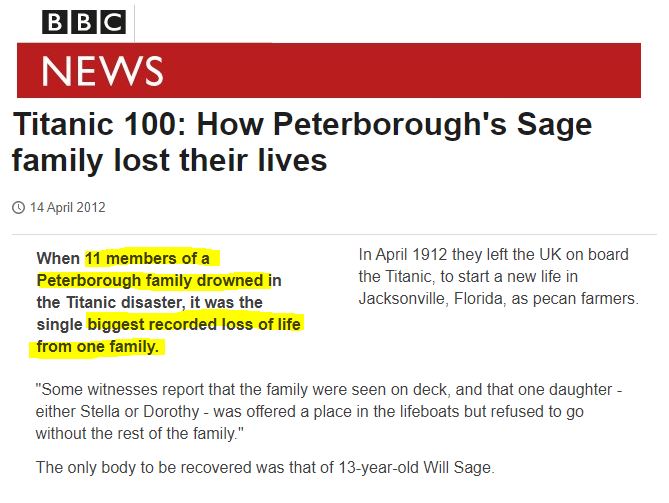 BBC
NEWS
Titanic 100: How Peterborough's Sage
family lost their lives
14 April 2012
When 11 members of a
Peterborough family drowned in
the Titanic disaster, it was the
single biggest recorded loss of life
from one family.
In April 1912 they left the UK on board
the Titanic, to start a new life in
Jacksonville, Florida, as pecan farmers.
"Some witnesses report that the family were seen on deck, and that one daughter -
either Stella or Dorothy - was offered a place in the lifeboats but refused to go
without the rest of the family."
The only body to be recovered was that of 13-year-old Will Sage.